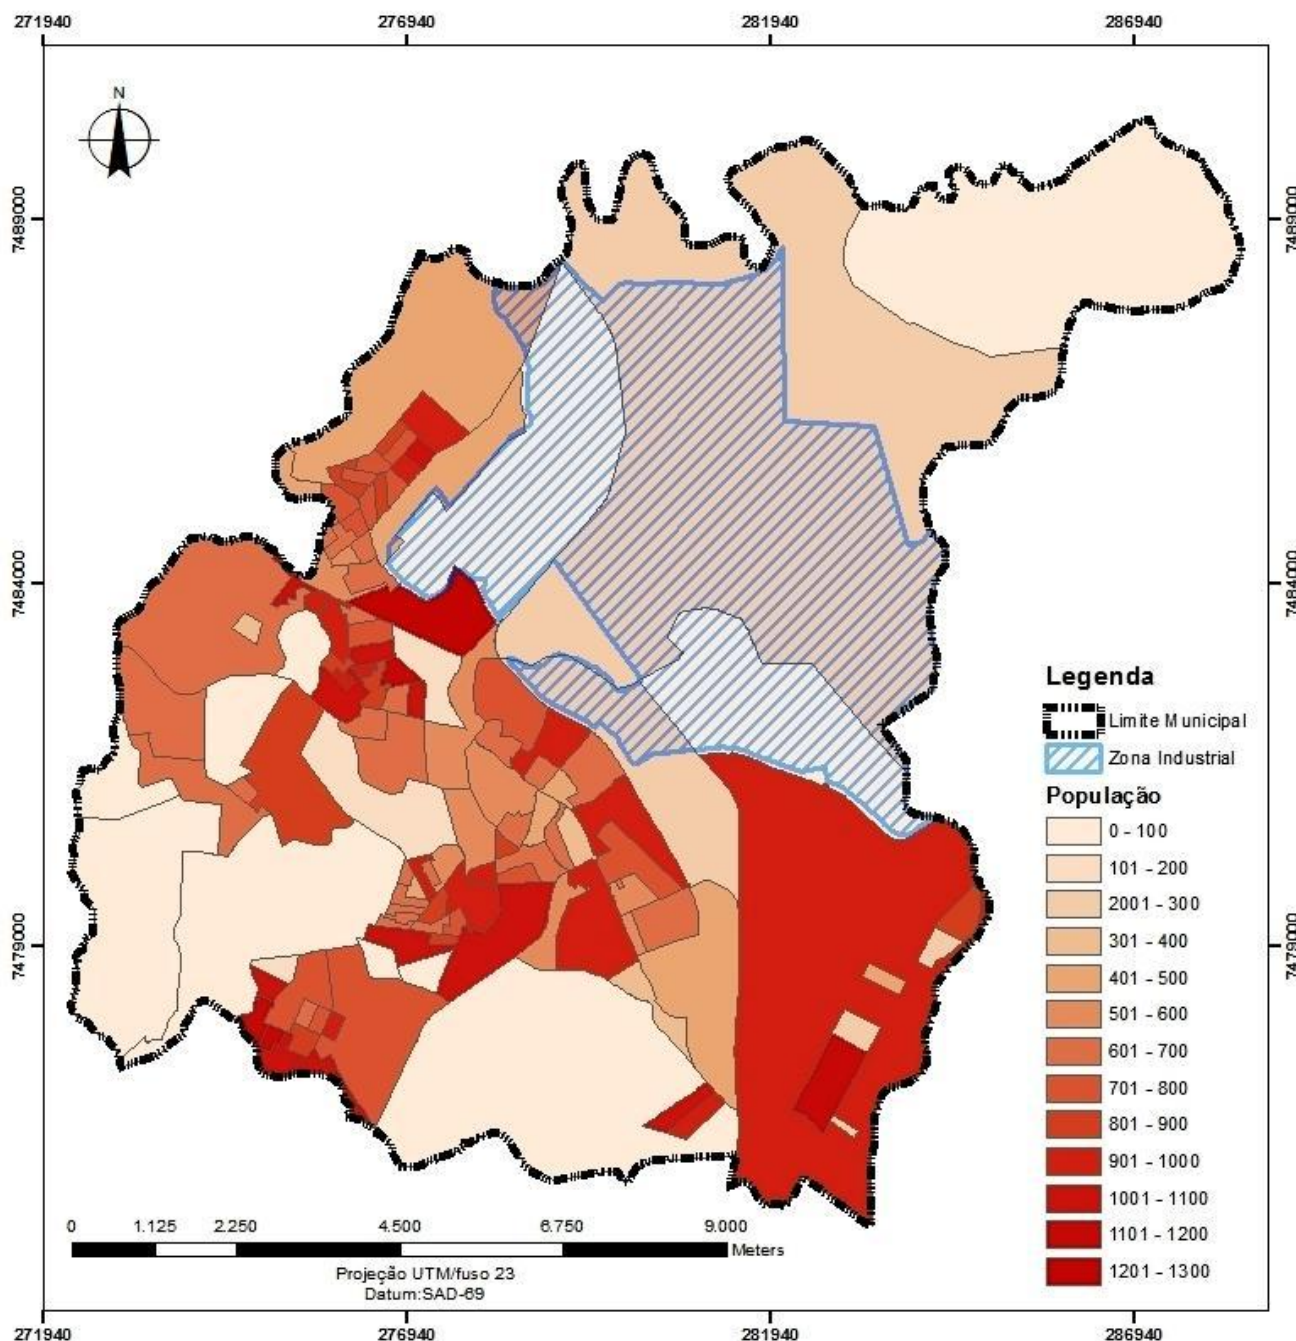 271940 276940 281940 286940
N
7489000 7489000
7484000 7484000
7479000 7479000
Legenda
Limite Municipal
Zona Industrial
População
0 - 100
101 - 200
2001 - 300
301 - 400
401 - 500
501 - 600
601 - 700
701 - 800
801 - 900
901 - 1000
1001 - 1100
1101 - 1200
1201 - 1300
0 1.125 2.250 4.500 6.750 9.000
Meters
Projeção UTM/fuso 23
Datum:SAD-69
271940 276940 281940 286940